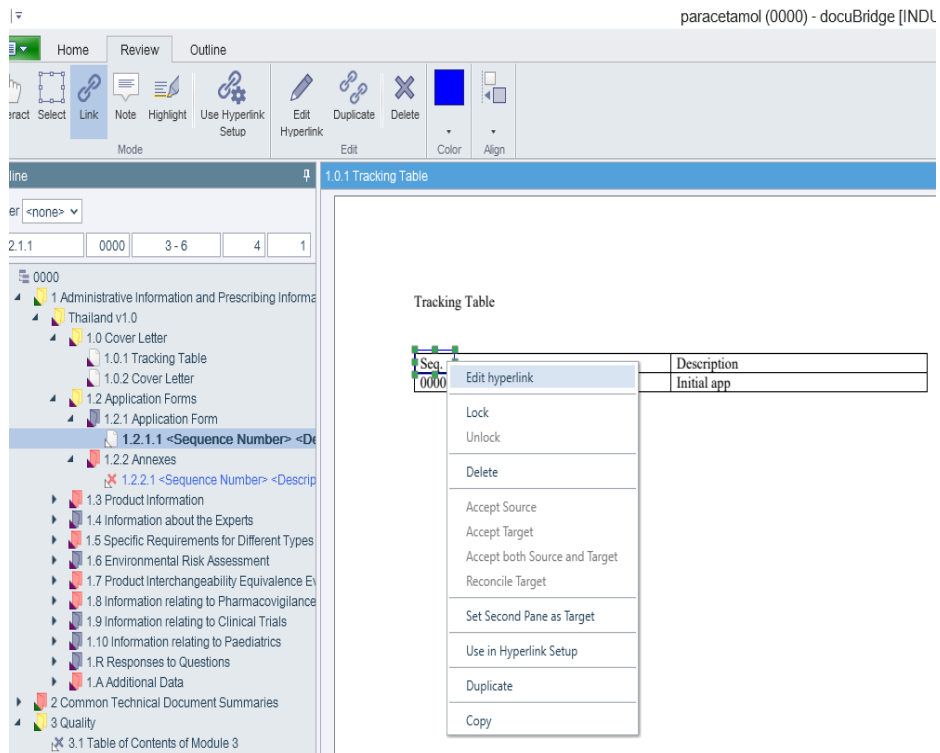 paracetamol (0000) - docuBridge [INDU
Home Review Outline
eract Select Link Note Highlight Use Hyperlink Setup Edit Hyperlink Duplicate Delete
Mode Edit Color Align
line
1.0.1 Tracking Table
er <none>
2.1.1 0000 3 - 6 4 1
0000
1 Administrative Information and Prescribing Informa
Thailand v1.0
1.0 Cover Letter
1.0.1 Tracking Table
1.0.2 Cover Letter
1.2 Application Forms
1.2.1 Application Form
1.2.1.1 <Sequence Number> <De
1.2.2 Annexes
1.2.2.1 <Sequence Number> <Descrip
1.3 Product Information
1.4 Information about the Experts
1.5 Specific Requirements for Different Types
1.6 Environmental Risk Assessment
1.7 Product Interchangeability Equivalence Ev
1.8 Information relating to Pharmacovigilance
1.9 Information relating to Clinical Trials
1.10 Information relating to Paediatrics
1.R Responses to Questions
1.A Additional Data
2 Common Technical Document Summaries
3 Quality
3.1 Table of Contents of Module 3
Tracking Table
Seq. Description
0000 Initial app
Edit hyperlink
Lock
Unlock
Delete
Accept Source
Accept Target
Accept both Source and Target
Reconcile Target
Set Second Pane as Target
Use in Hyperlink Setup
Duplicate
Copy